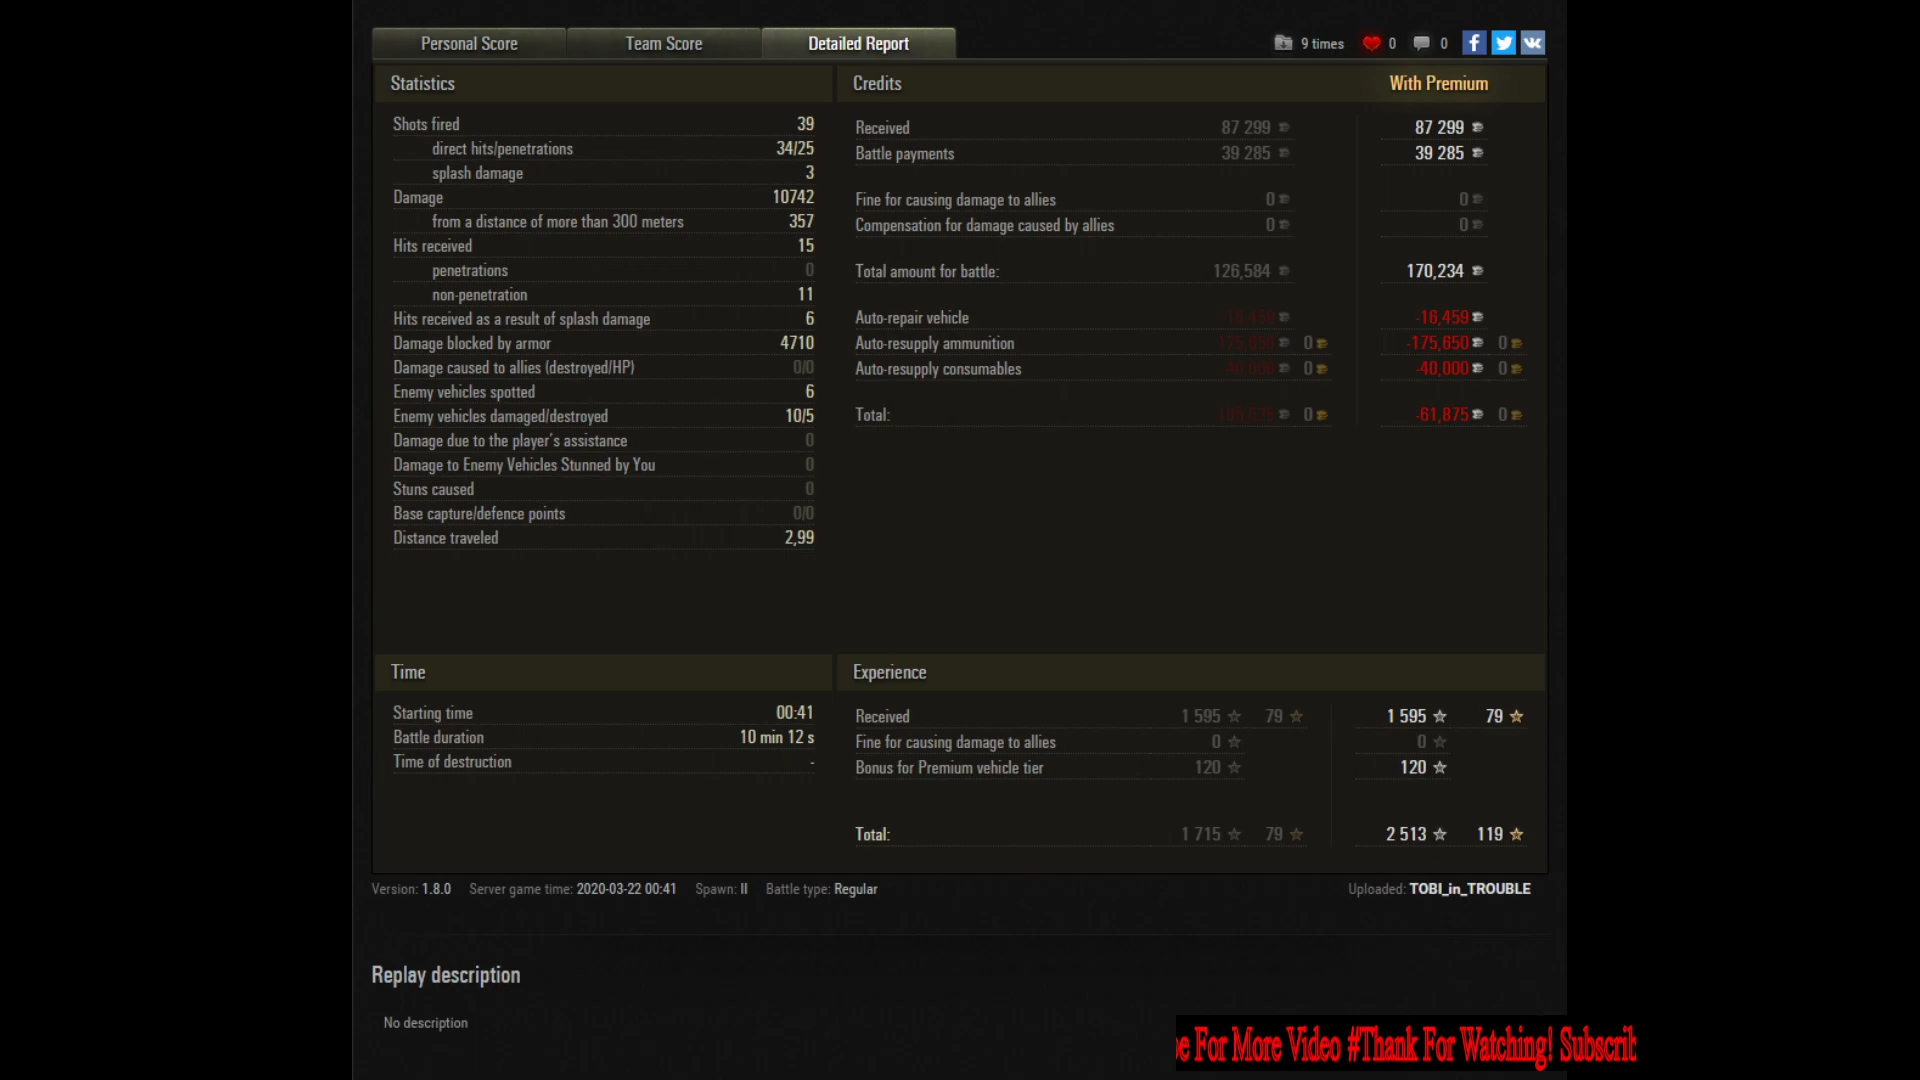 Personal Score Team Score Detailed Report 9 times 0 0
Statistics
Shots fired 39
direct hits/penetrations 34/25
splash damage 3
Damage 10742
from a distance of more than 300 meters 357
Hits received 15
penetrations 0
non-penetration 11
Hits received as a result of splash damage 6
Damage blocked by armor 4710
Damage caused to allies (destroyed/HP) 0/0
Enemy vehicles spotted 6
Enemy vehicles damaged/destroyed 10/5
Damage due to the player's assistance 0
Damage to Enemy Vehicles Stunned by You 0
Stuns caused 0
Base capture/defence points 0/0
Distance traveled 2,99
Credits With Premium
Received 87 299 87 299
Battle payments 39 285 39 285
Fine for causing damage to allies 0 0
Compensation for damage caused by allies 0 0
Total amount for battle: 126,584 170,234
Auto-repair vehicle -16,459 -16,459
Auto-resupply ammunition -175,650 0 -175,650 0
Auto-resupply consumables -40,000 0 -40,000 0
Total: 0 -61,875 0
Time
Starting time 00:41
Battle duration 10 min 12 s
Time of destruction -
Experience
Received 1 595 79 1 595 79
Fine for causing damage to allies 0 0
Bonus for Premium vehicle tier 120 120
Total: 1 715 79 2 513 119
Version: 1.8.0 Server game time: 2020-03-22 00:41 Spawn: II Battle type: Regular Uploaded: TOBI_in_TROUBLE
Replay description
No description
be For More Video #Thank For Watching! Subscrib